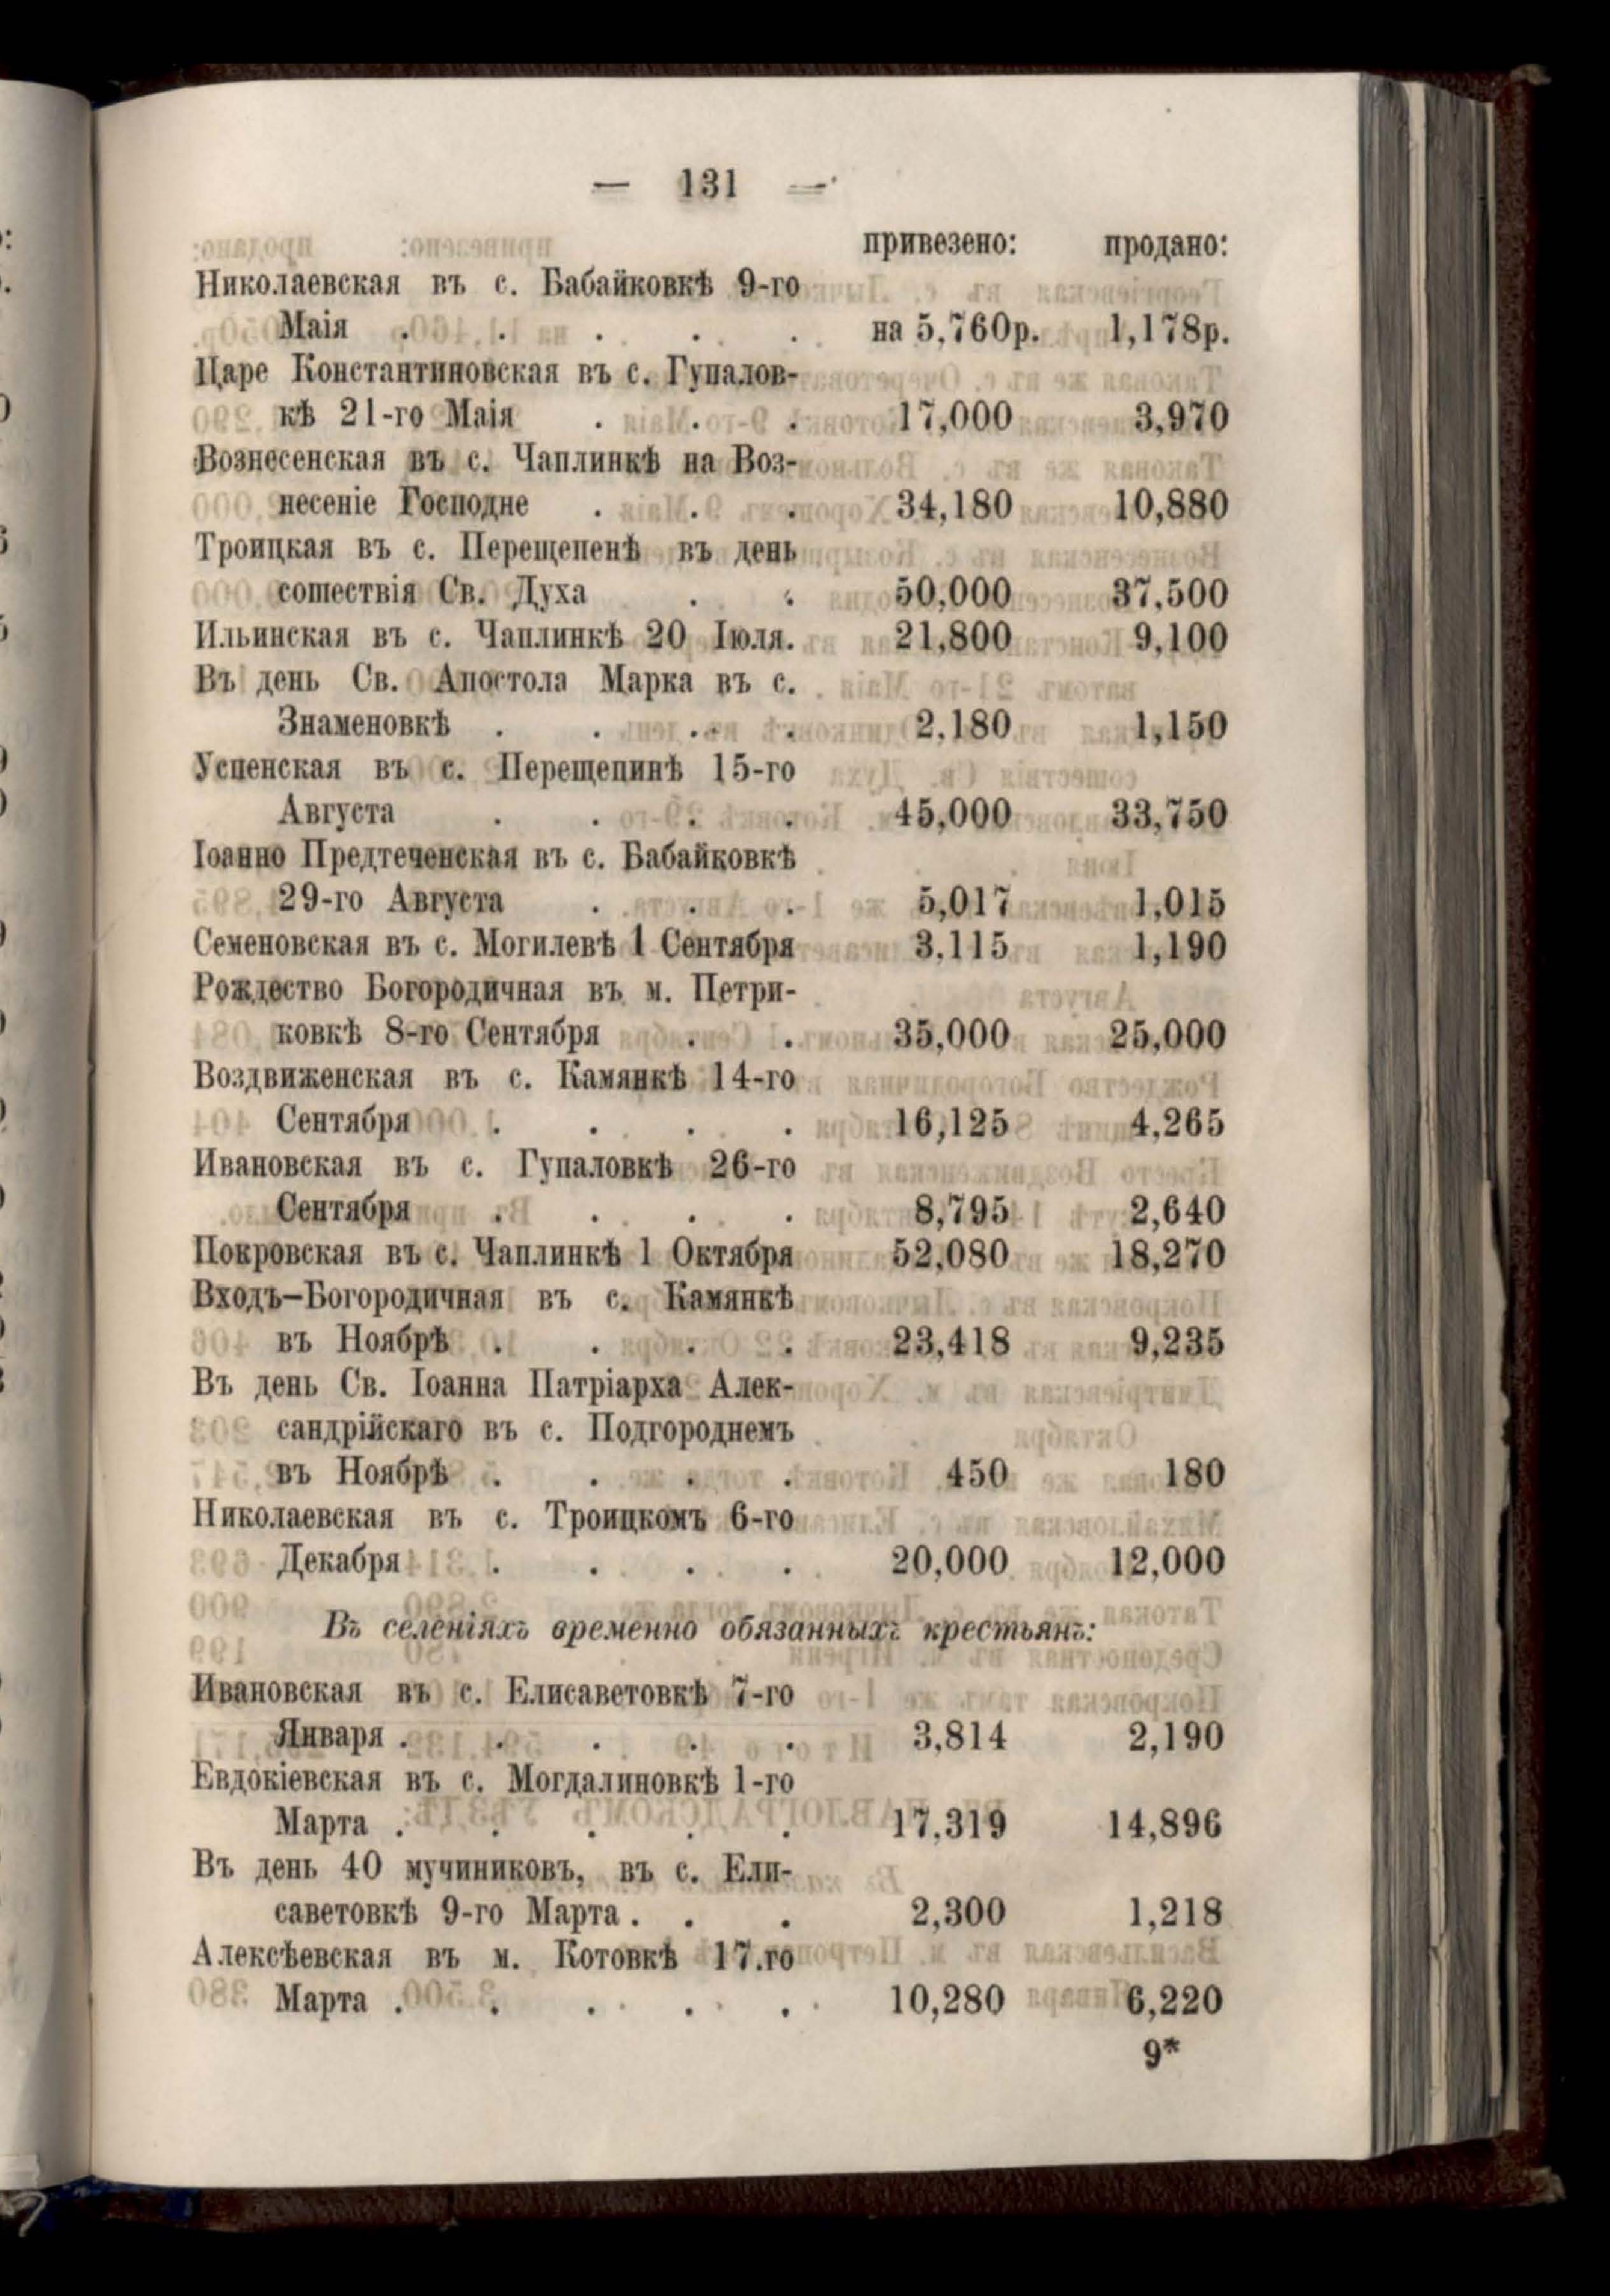 — 131 —
привезено: продано:
Николаевская въ с. Бабайковкѣ 9-го
Маія . . . . . на 5,760р. 1,178р.
Царе Константиновская въ с. Гупалов-
кѣ 21-го Маія . . . 17,000 3,970
Вознесенская въ с. Чаплинкѣ на Воз-
несеніе Господне . . . 34,180 10,880
Троицкая въ с. Перещепенѣ въ день
сошествія Св. Духа . . 50,000 37,500
Ильинская въ с. Чаплинкѣ 20 Іюля. 21,800 9,100
Въ день Св. Апостола Марка въ с.
Знаменовкѣ . . . . 2,180 1,150
Успенская въ с. Перещепинѣ 15-го
Августа . . . . 45,000 33,750
Іоанно Предтеченская въ с. Бабайковкѣ
29-го Августа . . . 5,017 1,015
Семеновская въ с. Могилевѣ 1 Сентября 3,115 1,190
Рождество Богородичная въ м. Петри-
ковкѣ 8-го Сентября . . 35,000 25,000
Воздвиженская въ с. Камянкѣ 14-го
Сентября . . . . 16,125 4,265
Ивановская въ с. Гупаловкѣ 26-го
Сентября . . . . 8,795 2,640
Покровская въ с. Чаплинкѣ 1 Октября 52,080 18,270
Входъ-Богородичная въ с. Камянкѣ
въ Ноябрѣ . . . . 23,418 9,235
Въ день Св. Іоанна Патріарха Алек-
сандрійскаго въ с. Подгороднемъ
въ Ноябрѣ . . . . 450 180
Николаевская въ с. Троицкомъ 6-го
Декабря . . . . 20,000 12,000
Въ селеніяхъ временно обязанныхъ крестьянъ:
Ивановская въ с. Елисаветовкѣ 7-го
Января . . . . . 3,814 2,190
Евдокіевская въ с. Могдалиновкѣ 1-го
Марта . . . . . 17,319 14,896
Въ день 40 мучиниковъ, въ с. Ели-
саветовкѣ 9-го Марта . . . 2,300 1,218
Алексѣевская въ м. Котовкѣ 17.го
Марта . . . . . 10,280 6,220
9*